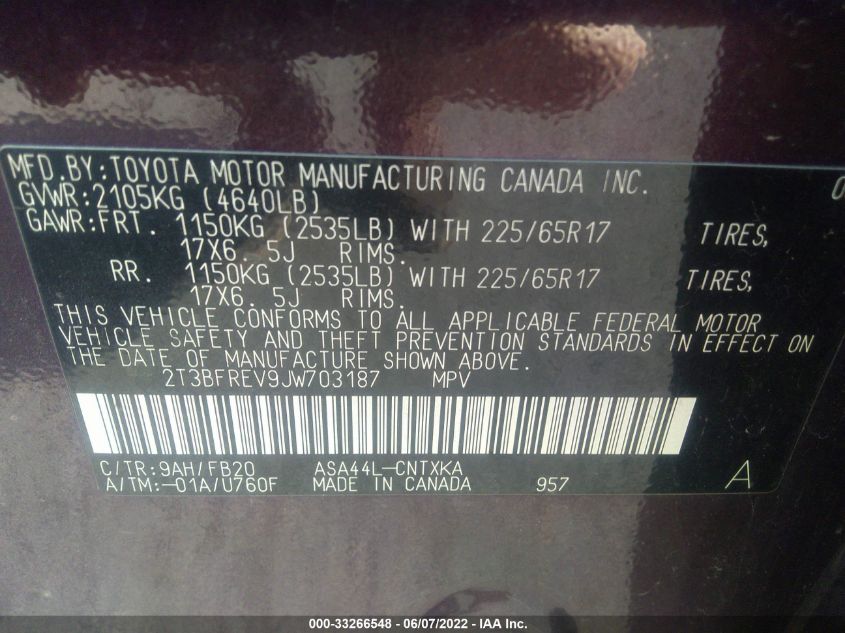 MFD.BY:TOYOTA MOTOR MANUFACTURING CANADA INC. 0
GVWR:2105KG (4640LB)
GAWR:FRT. 1150KG (2535LB) WITH 225/65R17 TIRES,
17X6. 5J RIMS.
RR. 1150KG (2535LB) WITH 225/65R17 TIRES,
17X6. 5J RIMS.
THIS VEHICLE CONFORMS TO ALL APPLICABLE FEDERAL MOTOR
VEHICLE SAFETY AND THEFT PREVENTION STANDARDS IN EFFECT ON
THE DATE OF MANUFACTURE SHOWN ABOVE.
2T3BFREV9JW703187 MPV
C/TR:9AH/FB20 ASA44L-CNTXKA
A/TM:-01A/U760F MADE IN CANADA 957 A
000-33266548 - 06/07/2022 - IAA Inc.